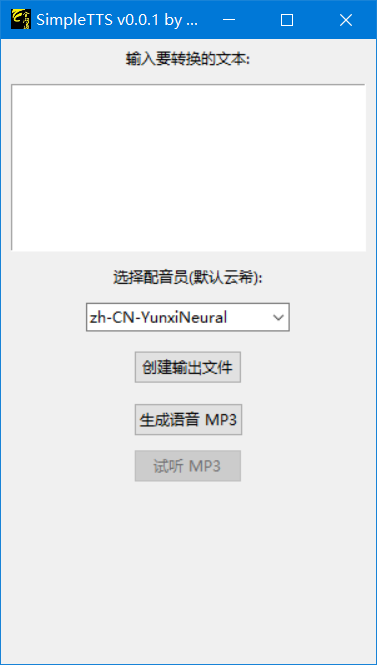 SimpleTTS v0.0.1 by ...
输入要转换的文本:
选择配音员(默认云希):
zh-CN-YunxiNeural
创建输出文件
生成语音 MP3
试听 MP3